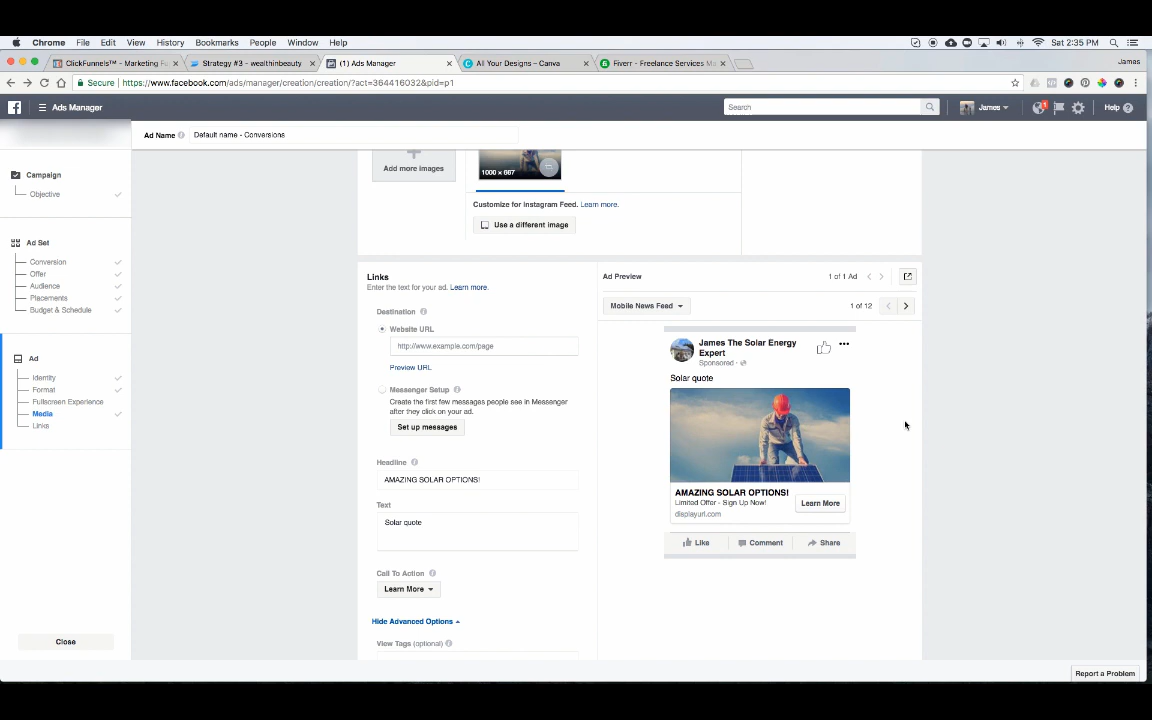 Chrome File Edit View History Bookmarks People Window Help
Sat 2:35 PM
ClickFunnels™ - Marketing Fu
Strategy #3 - wealthinbeauty
(1) Ads Manager
All Your Designs – Canva
Fiverr - Freelance Services Ma
James
Secure https://www.facebook.com/ads/manager/creation/creation/?act=364416032&pid=p1
Ads Manager
Search
James
1
Help
Ad Name
Default name - Conversions
Campaign
Objective
Ad Set
Conversion
Offer
Audience
Placements
Budget & Schedule
Ad
Identity
Format
Fullscreen Experience
Media
Links
Close
Add more images
1000 × 667
Customize for Instagram Feed. Learn more.
Use a different image
Links
Enter the text for your ad. Learn more.
Destination
Website URL
http://www.example.com/page
Preview URL
Messenger Setup
Create the first few messages people see in Messenger
after they click on your ad.
Set up messages
Headline
AMAZING SOLAR OPTIONS!
Text
Solar quote
Call To Action
Learn More
Hide Advanced Options
View Tags (optional)
Ad Preview
1 of 1 Ad
Mobile News Feed
1 of 12
James The Solar Energy
Expert
Sponsored ·
Solar quote
AMAZING SOLAR OPTIONS!
Limited Offer - Sign Up Now!
displayurl.com
Learn More
Like
Comment
Share
Report a Problem